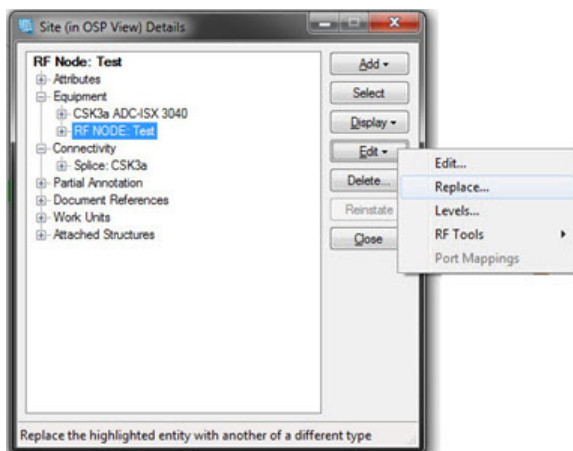 Site (in OSP View) Details
RF Node: Test
Attributes
Equipment
CSK3a ADC-ISX 3040
RF NODE: Test
Connectivity
Splice: CSK3a
Partial Annotation
Document References
Work Units
Attached Structures
Add
Select
Display
Edit
Delete...
Reinstate
Close
Edit...
Replace...
Levels...
RF Tools
Port Mappings
Replace the highlighted entity with another of a different type